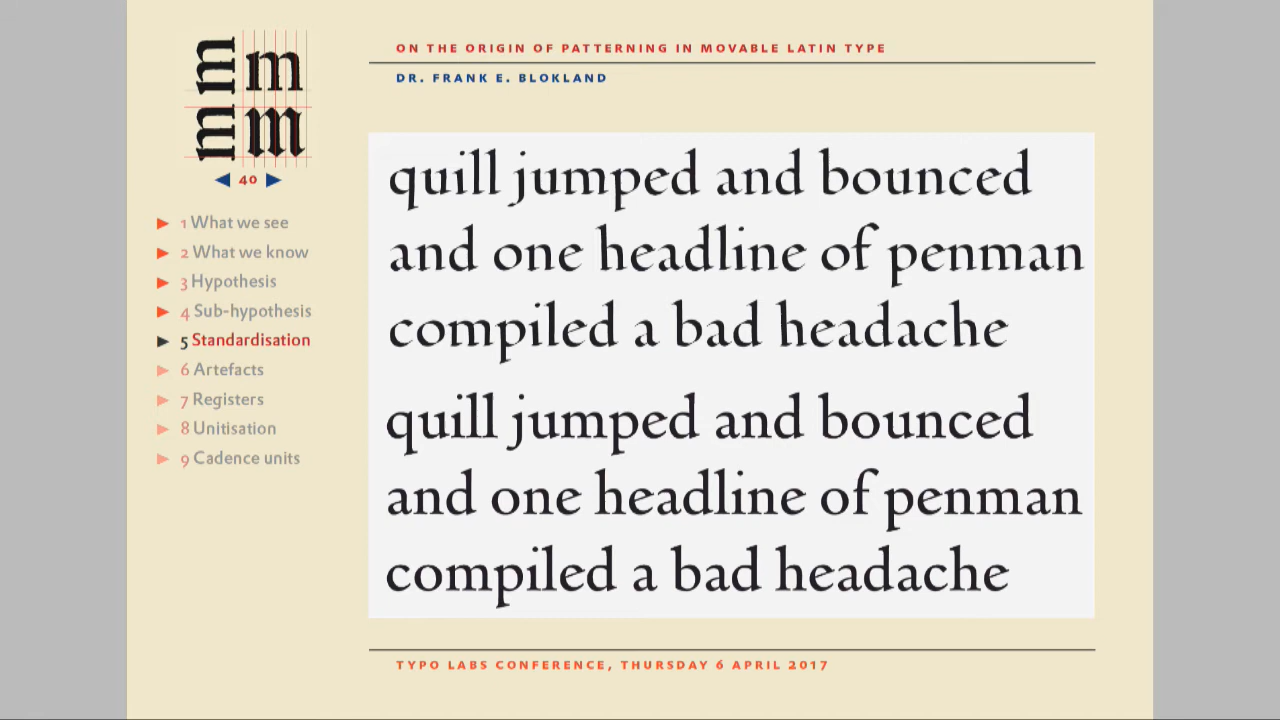 m m
m m
40
1 What we see
2 What we know
3 Hypothesis
4 Sub-hypothesis
5 Standardisation
6 Artefacts
7 Registers
8 Unitisation
9 Cadence units
ON THE ORIGIN OF PATTERNING IN MOVABLE LATIN TYPE
DR. FRANK E. BLOKLAND
quill jumped and bounced
and one headline of penman
compiled a bad headache
quill jumped and bounced
and one headline of penman
compiled a bad headache
TYPO LABS CONFERENCE, THURSDAY 6 APRIL 2017